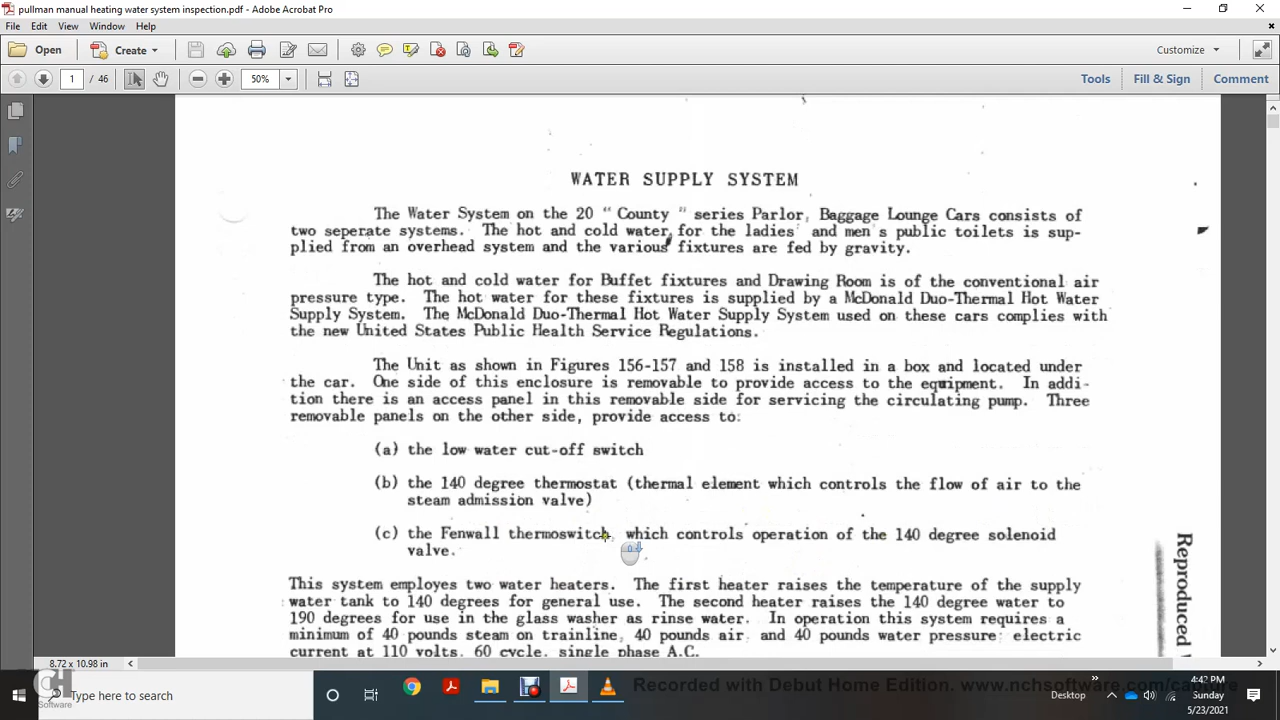 pullman manual heating water system inspection.pdf - Adobe Acrobat Pro
File Edit View Window Help
Open Create Customize
1 / 46 50% Tools Fill & Sign Comment
WATER SUPPLY SYSTEM
The Water System on the 20 “ County ” series Parlor, Baggage Lounge Cars consists of
two seperate systems. The hot and cold water for the ladies' and men's public toilets is sup-
plied from an overhead system and the various fixtures are fed by gravity.
The hot and cold water for Buffet fixtures and Drawing Room is of the conventional air
pressure type. The hot water for these fixtures is supplied by a McDonald Duo-Thermal Hot Water
Supply System. The McDonald Duo-Thermal Hot Water Supply System used on these cars complies with
the new United States Public Health Service Regulations.
The Unit as shown in Figures 156-157 and 158 is installed in a box and located under
the car. One side of this enclosure is removable to provide access to the equipment. In addi-
tion there is an access panel in this removable side for servicing the circulating pump. Three
removable panels on the other side, provide access to:
(a) the low water cut-off switch
(b) the 140 degree thermostat (thermal element which controls the flow of air to the
steam admission valve)
(c) the Fenwall thermoswitch, which controls operation of the 140 degree solenoid
valve.
This system employes two water heaters. The first heater raises the temperature of the supply
water tank to 140 degrees for general use. The second heater raises the 140 degree water to
190 degrees for use in the glass washer as rinse water. In operation this system requires a
minimum of 40 pounds steam on trainline, 40 pounds air, and 40 pounds water pressure; electric
current at 110 volts, 60 cycle, single phase A.C.
Reproduced
8.72 x 10.98 in
CH
Software
Type here to search
Recorded with Debut Home Edition. www.nchsoftware.com/capture
Desktop
4:42 PM
Sunday
5/23/2021